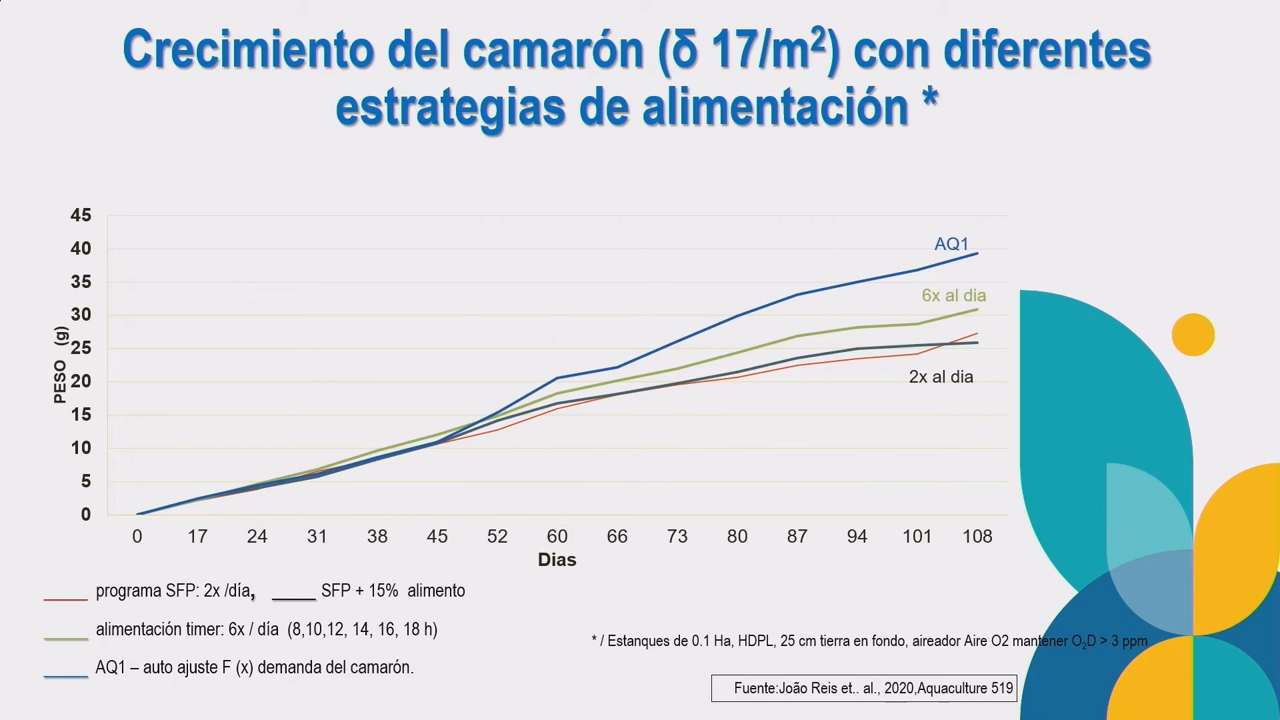 Crecimiento del camarón (δ 17/m²) con diferentes
estrategias de alimentación *
45
40
35
30
25
20
15
10
5
0
PESO (g)
AQ1
6x al dia
2x al dia
0 17 24 31 38 45 52 60 66 73 80 87 94 101 108
Dias
programa SFP: 2x /día, SFP + 15% alimento
alimentación timer: 6x / día (8,10,12, 14, 16, 18 h)
AQ1 – auto ajuste F (x) demanda del camarón.
* / Estanques de 0.1 Ha, HDPL, 25 cm tierra en fondo, aireador Aire O2 mantener O₂D > 3 ppm
Fuente:João Reis et.. al., 2020,Aquaculture 519